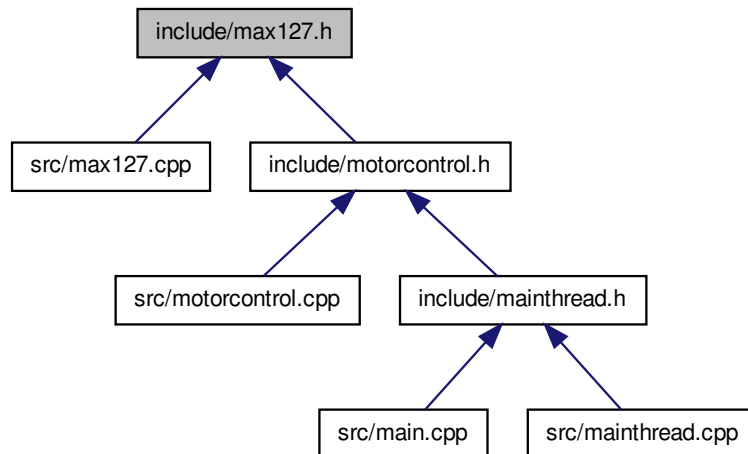 include/max127.h
src/max127.cpp
include/motorcontrol.h
src/motorcontrol.cpp
include/mainthread.h
src/main.cpp
src/mainthread.cpp